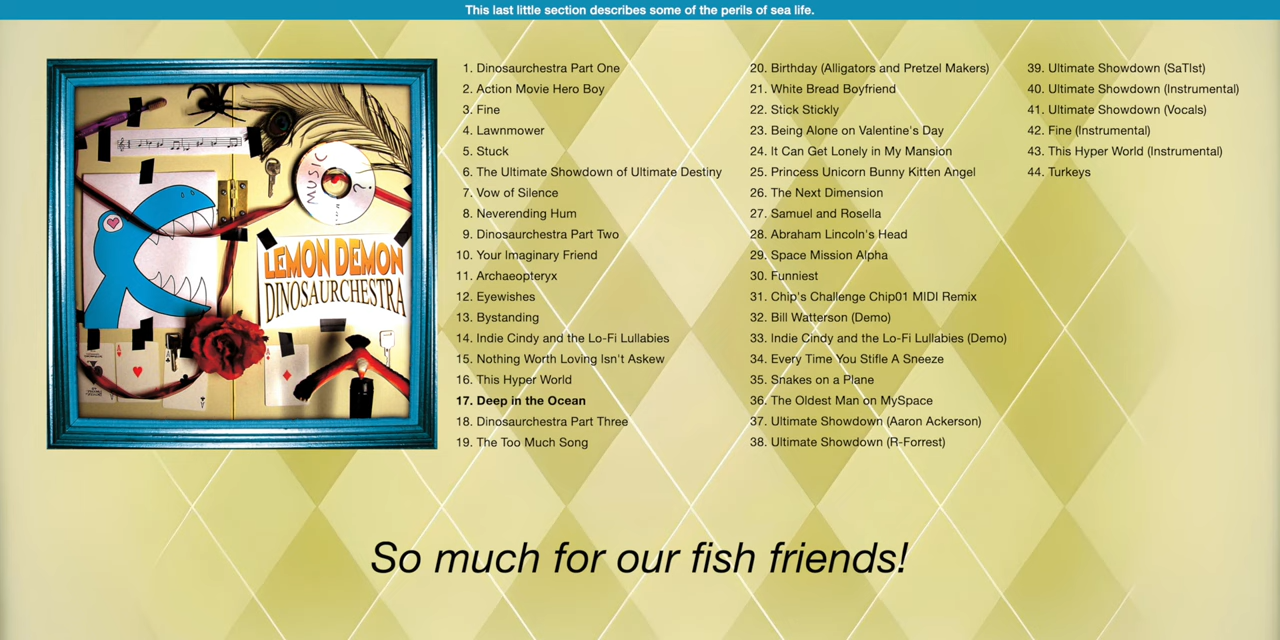 This last little section describes some of the perils of sea life.
MUSIC
LEMON DEMON
DINOSAURCHESTRA
1. Dinosaurchestra Part One
2. Action Movie Hero Boy
3. Fine
4. Lawnmower
5. Stuck
6. The Ultimate Showdown of Ultimate Destiny
7. Vow of Silence
8. Neverending Hum
9. Dinosaurchestra Part Two
10. Your Imaginary Friend
11. Archaeopteryx
12. Eyewishes
13. Bystanding
14. Indie Cindy and the Lo-Fi Lullabies
15. Nothing Worth Loving Isn't Askew
16. This Hyper World
17. Deep in the Ocean
18. Dinosaurchestra Part Three
19. The Too Much Song
20. Birthday (Alligators and Pretzel Makers)
21. White Bread Boyfriend
22. Stick Stickly
23. Being Alone on Valentine's Day
24. It Can Get Lonely in My Mansion
25. Princess Unicorn Bunny Kitten Angel
26. The Next Dimension
27. Samuel and Rosella
28. Abraham Lincoln's Head
29. Space Mission Alpha
30. Funniest
31. Chip's Challenge Chip01 MIDI Remix
32. Bill Watterson (Demo)
33. Indie Cindy and the Lo-Fi Lullabies (Demo)
34. Every Time You Stifle A Sneeze
35. Snakes on a Plane
36. The Oldest Man on MySpace
37. Ultimate Showdown (Aaron Ackerson)
38. Ultimate Showdown (R-Forrest)
39. Ultimate Showdown (SaTIst)
40. Ultimate Showdown (Instrumental)
41. Ultimate Showdown (Vocals)
42. Fine (Instrumental)
43. This Hyper World (Instrumental)
44. Turkeys
So much for our fish friends!